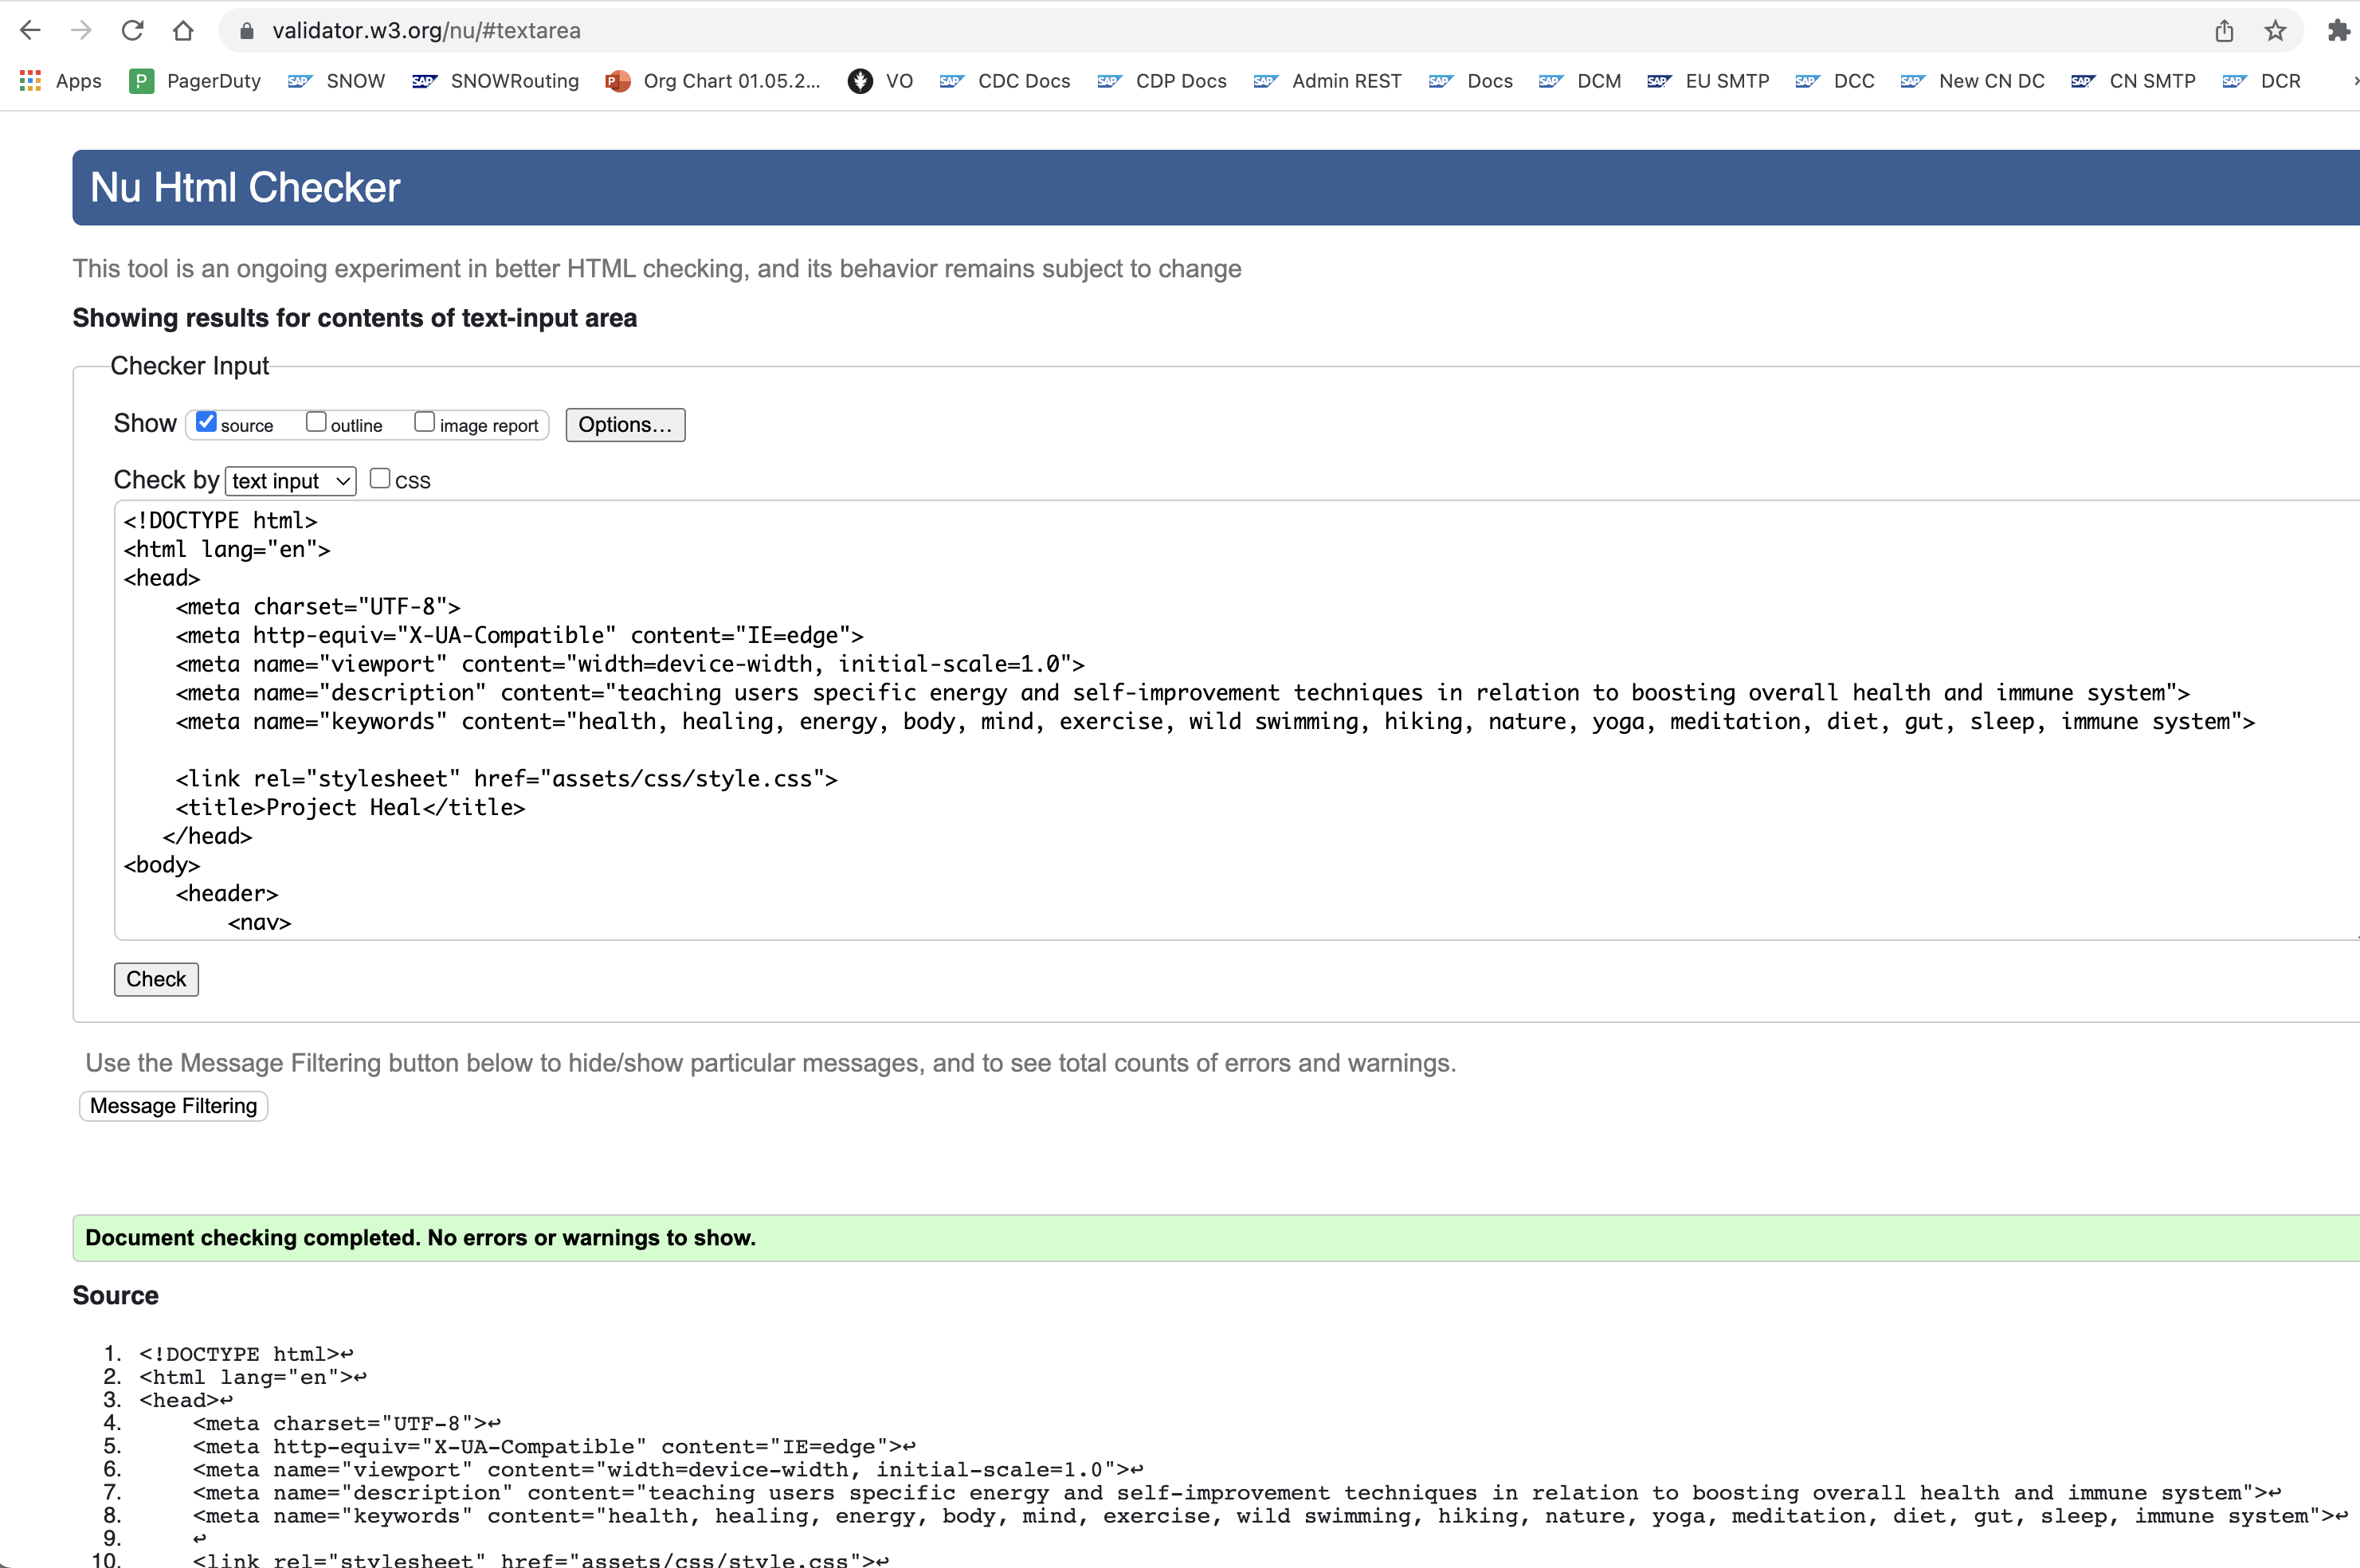 validator.w3.org/nu/#textarea
Apps PagerDuty SNOW SNOWRouting Org Chart 01.05.2... VO CDC Docs CDP Docs Admin REST Docs DCM EU SMTP DCC New CN DC CN SMTP DCR
Nu Html Checker
This tool is an ongoing experiment in better HTML checking, and its behavior remains subject to change
Showing results for contents of text-input area
Checker Input
Show source outline image report Options...
Check by text input CSS
<!DOCTYPE html>
<html lang="en">
<head>
    <meta charset="UTF-8">
    <meta http-equiv="X-UA-Compatible" content="IE=edge">
    <meta name="viewport" content="width=device-width, initial-scale=1.0">
    <meta name="description" content="teaching users specific energy and self-improvement techniques in relation to boosting overall health and immune system">
    <meta name="keywords" content="health, healing, energy, body, mind, exercise, wild swimming, hiking, nature, yoga, meditation, diet, gut, sleep, immune system">
    <link rel="stylesheet" href="assets/css/style.css">
    <title>Project Heal</title>
   </head>
<body>
    <header>
        <nav>
Check
Use the Message Filtering button below to hide/show particular messages, and to see total counts of errors and warnings.
Message Filtering
Document checking completed. No errors or warnings to show.
Source
1. <!DOCTYPE html>↩
2. <html lang="en">↩
3. <head>↩
4.     <meta charset="UTF-8">↩
5.     <meta http-equiv="X-UA-Compatible" content="IE=edge">↩
6.     <meta name="viewport" content="width=device-width, initial-scale=1.0">↩
7.     <meta name="description" content="teaching users specific energy and self-improvement techniques in relation to boosting overall health and immune system">↩
8.     <meta name="keywords" content="health, healing, energy, body, mind, exercise, wild swimming, hiking, nature, yoga, meditation, diet, gut, sleep, immune system">↩
9.     ↩
10.     <link rel="stylesheet" href="assets/css/style.css">↩